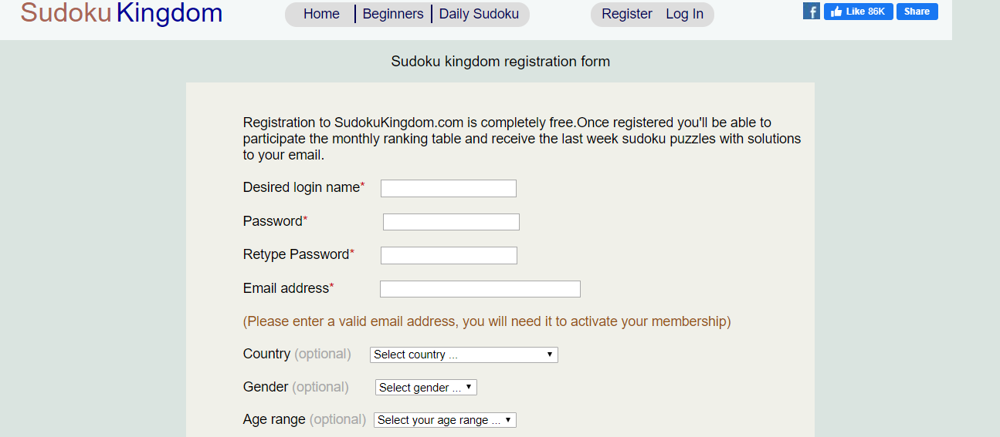 Sudoku Kingdom
Home Beginners Daily Sudoku
Register Log In
f Like 86K Share
Sudoku kingdom registration form
Registration to SudokuKingdom.com is completely free.Once registered you'll be able to
participate the monthly ranking table and receive the last week sudoku puzzles with solutions
to your email.
Desired login name*
Password*
Retype Password*
Email address*
(Please enter a valid email address, you will need it to activate your membership)
Country (optional) Select country ...
Gender (optional) Select gender ...
Age range (optional) Select your age range ...